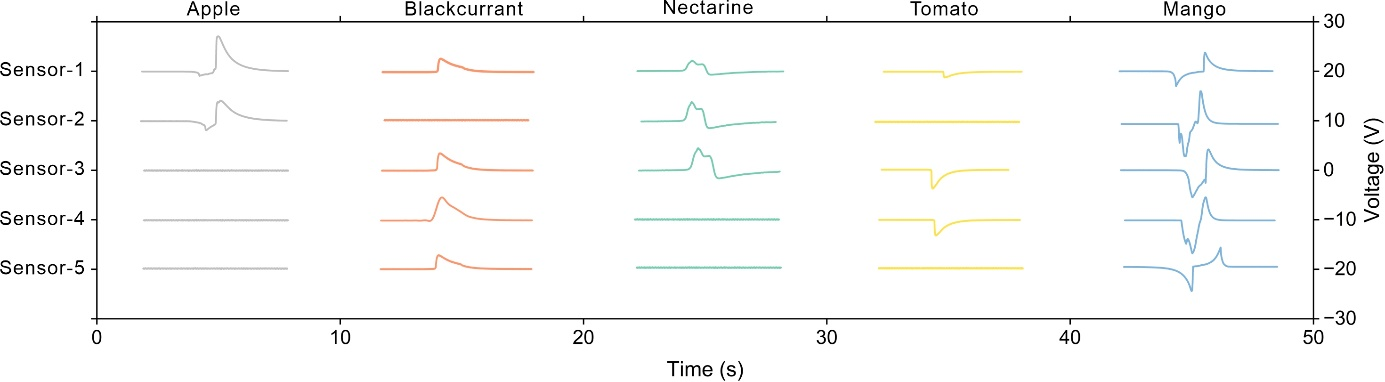 Apple Blackcurrant Nectarine Tomato Mango
30
Sensor-1 20
Sensor-2 10
Sensor-3 0
Sensor-4 −10
Sensor-5 −20
−30
Voltage (V)
0 10 20 30 40 50
Time (s)